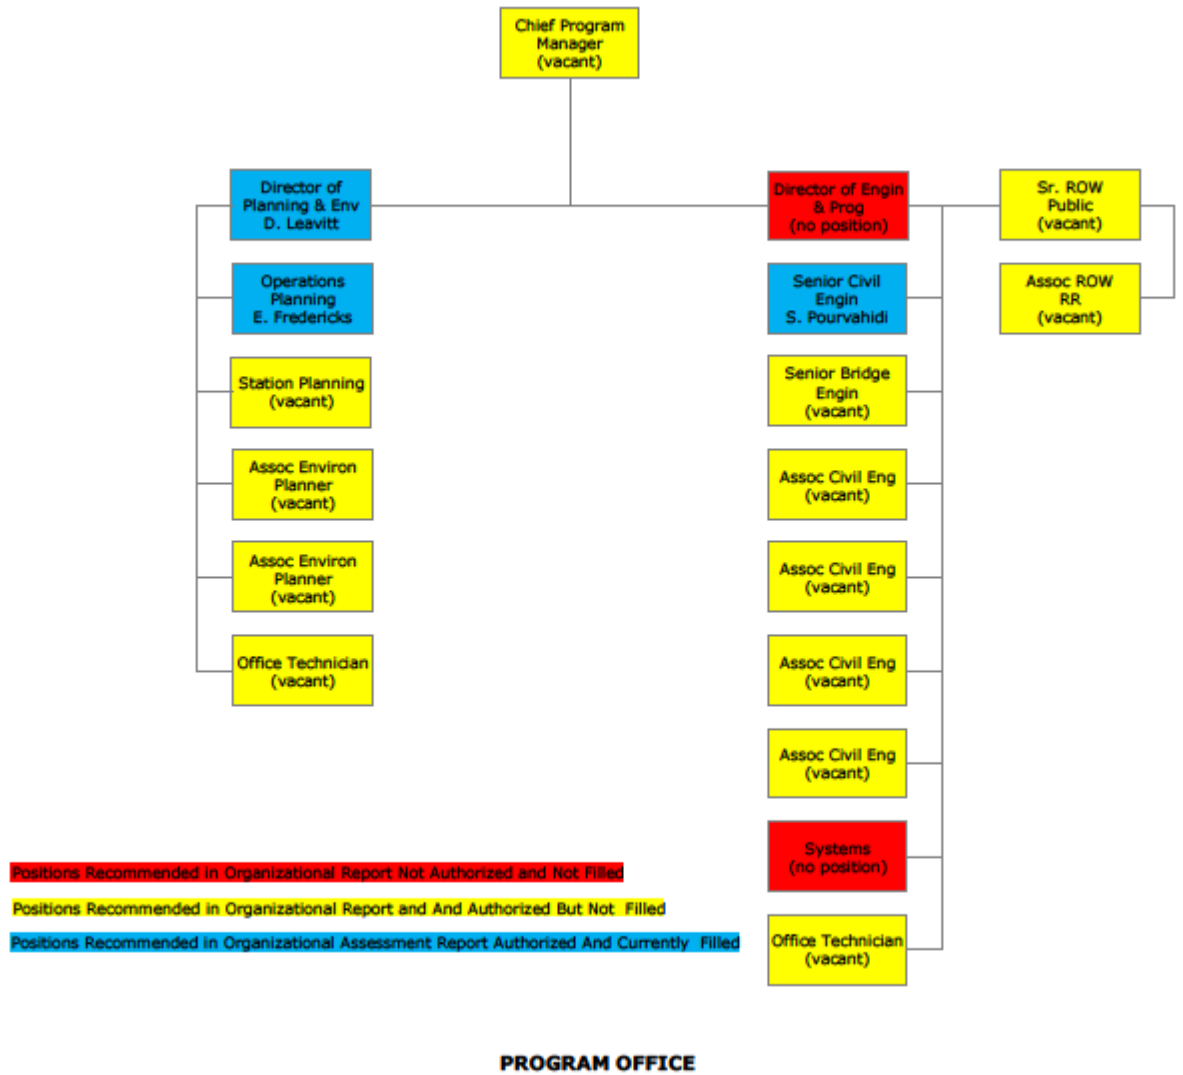 Chief Program
Manager
(vacant)
Director of
Planning & Env
D. Leavitt
Operations
Planning
E. Fredericks
Station Planning
(vacant)
Assoc Environ
Planner
(vacant)
Assoc Environ
Planner
(vacant)
Office Technician
(vacant)
Director of Engin
& Prog
(no position)
Senior Civil
Engin
S. Pourvahidi
Senior Bridge
Engin
(vacant)
Assoc Civil Eng
(vacant)
Assoc Civil Eng
(vacant)
Assoc Civil Eng
(vacant)
Assoc Civil Eng
(vacant)
Systems
(no position)
Office Technician
(vacant)
Sr. ROW
Public
(vacant)
Assoc ROW
RR
(vacant)
Positions Recommended in Organizational Report Not Authorized and Not Filled
Positions Recommended in Organizational Report and And Authorized But Not Filled
Positions Recommended in Organizational Assessment Report Authorized And Currently Filled
PROGRAM OFFICE